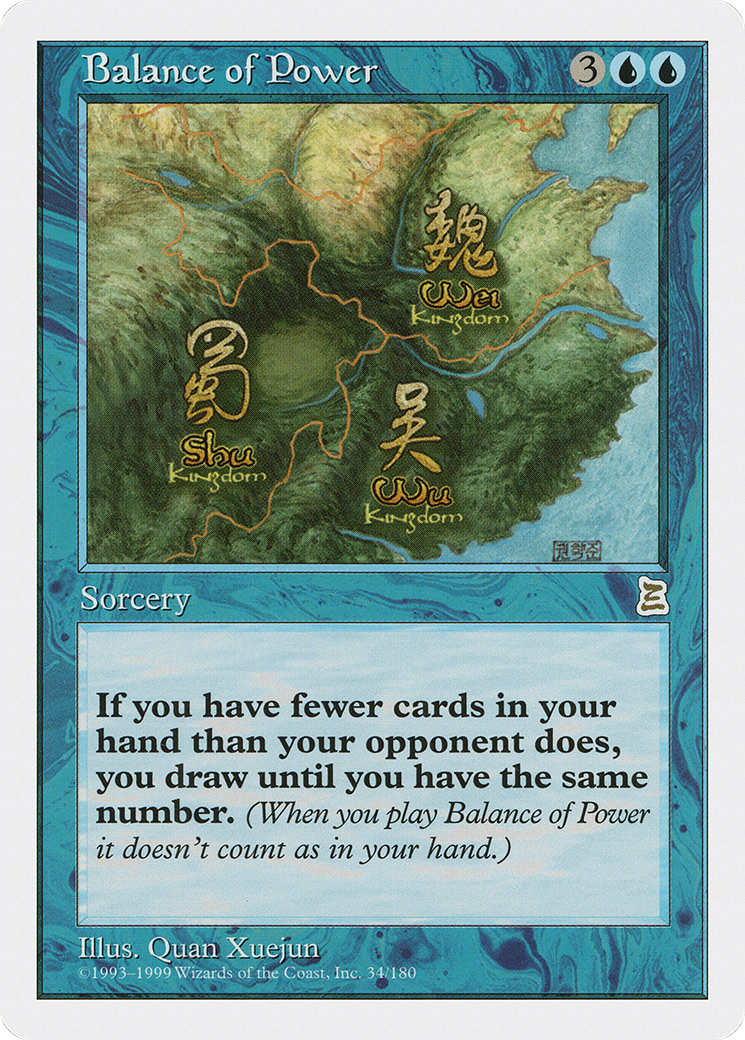 Balance of Power 3
魏
Wei
Kingdom
蜀
Shu
Kingdom
吴
Wu
Kingdom
Sorcery
If you have fewer cards in your
hand than your opponent does,
you draw until you have the same
number. (When you play Balance of Power
it doesn't count as in your hand.)
Illus. Quan Xuejun
©1993–1999 Wizards of the Coast, Inc. 34/180